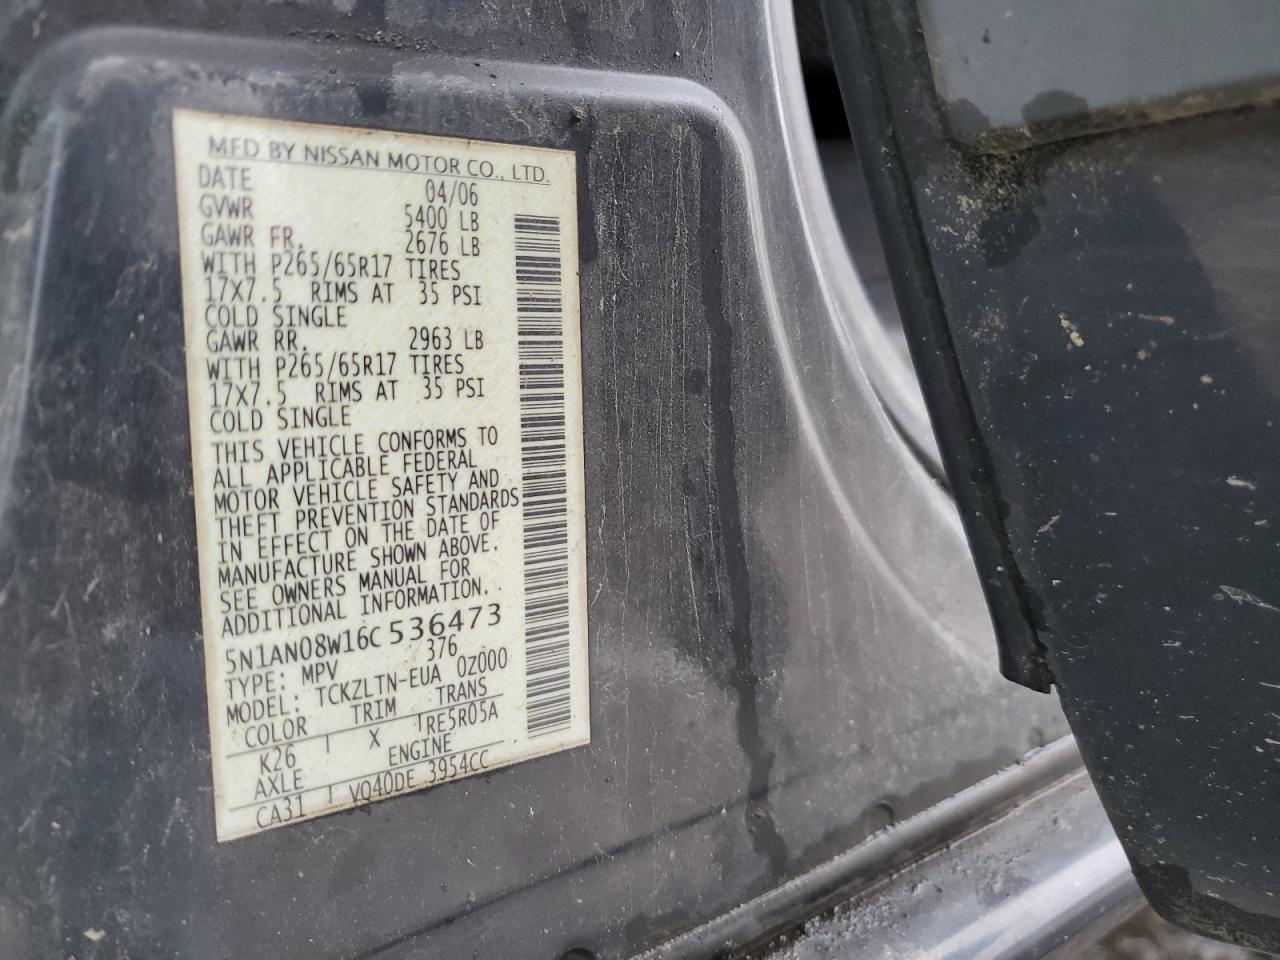 MFD BY NISSAN MOTOR CO., LTD.
DATE 04/06
GVWR 5400 LB
GAWR FR. 2676 LB
WITH P265/65R17 TIRES
17X7.5 RIMS AT 35 PSI
COLD SINGLE
GAWR RR. 2963 LB
WITH P265/65R17 TIRES
17X7.5 RIMS AT 35 PSI
COLD SINGLE
THIS VEHICLE CONFORMS TO
ALL APPLICABLE FEDERAL
MOTOR VEHICLE SAFETY AND
THEFT PREVENTION STANDARDS
IN EFFECT ON THE DATE OF
MANUFACTURE SHOWN ABOVE.
SEE OWNERS MANUAL FOR
ADDITIONAL INFORMATION.
5N1AN08W16C536473
TYPE: MPV 376
MODEL: TCKZLTN-EUA 0Z000
COLOR TRIM TRANS
K26 X RE5R05A
AXLE ENGINE
CA31 VQ40DE 3954CC